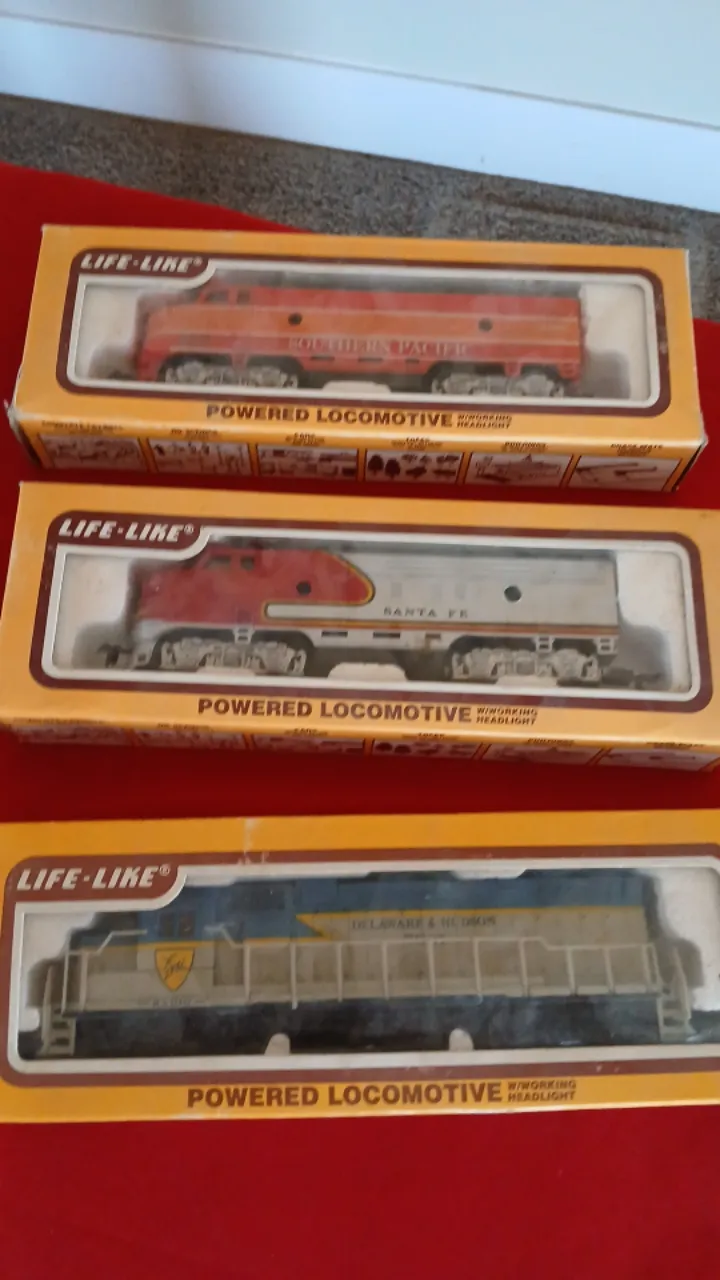 LIFE-LIKE®
SOUTHERN PACIFIC
POWERED LOCOMOTIVE W/WORKING HEADLIGHT
LIFE-LIKE®
SANTA FE
POWERED LOCOMOTIVE W/WORKING HEADLIGHT
LIFE-LIKE®
DELAWARE & HUDSON
POWERED LOCOMOTIVE W/WORKING HEADLIGHT